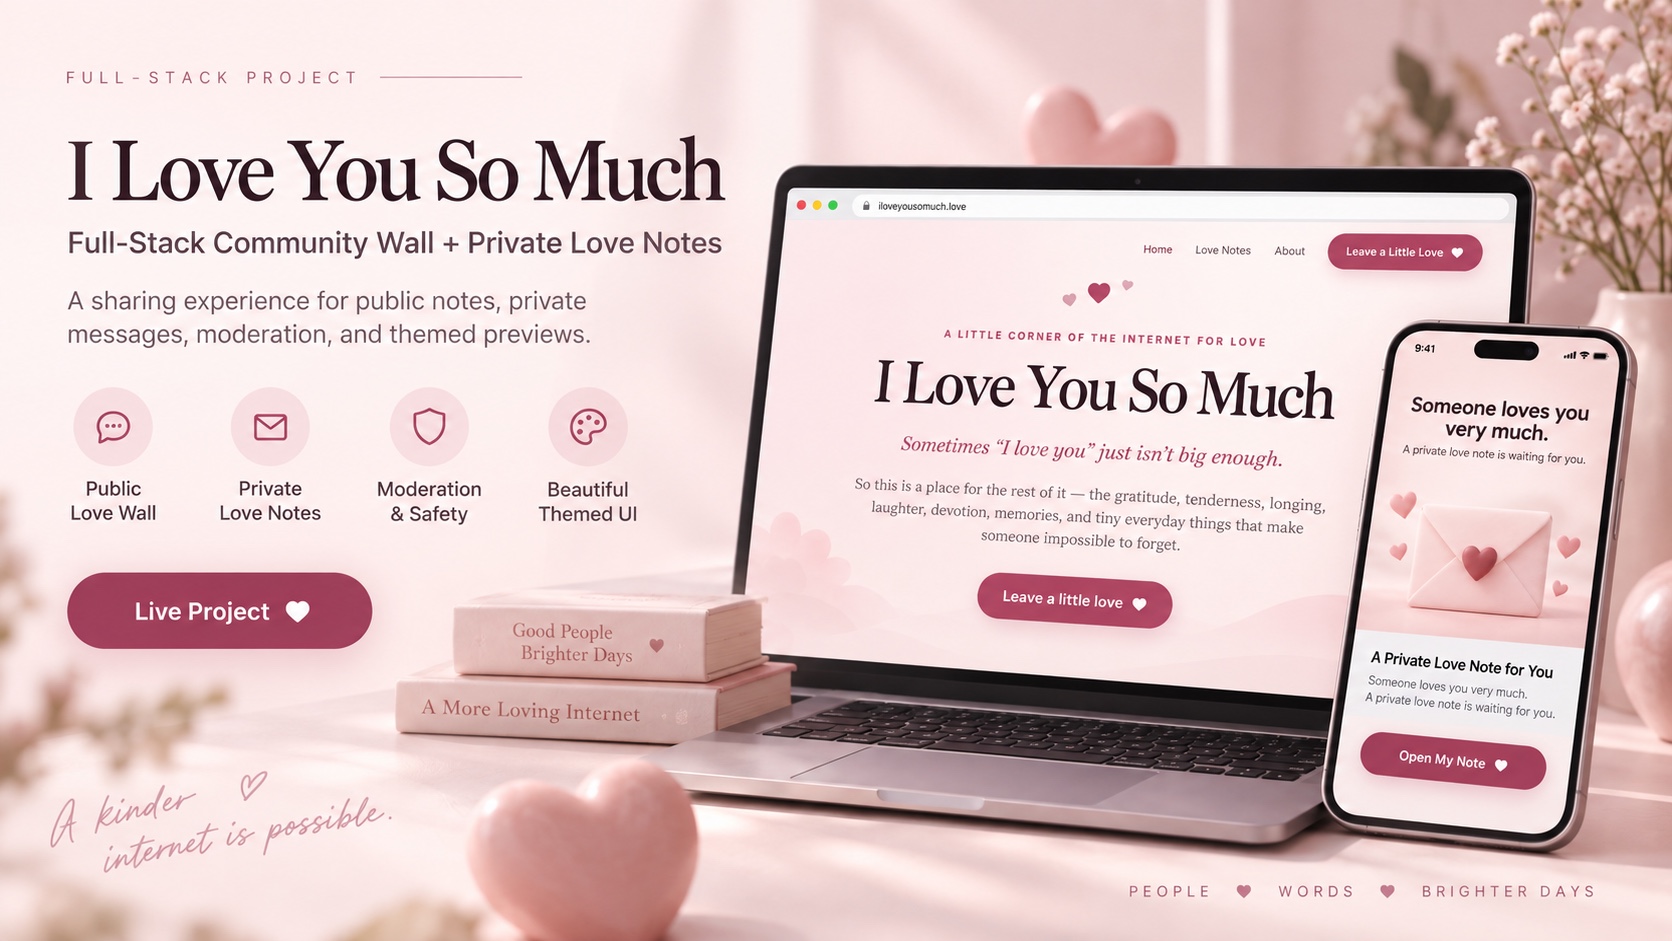 FULL-STACK PROJECT
I Love You So Much
Full-Stack Community Wall + Private Love Notes
A sharing experience for public notes, private
messages, moderation, and themed previews.
Public
Love Wall
Private
Love Notes
Moderation
& Safety
Beautiful
Themed UI
Live Project
Good People
Brighter Days
A More Loving Internet
A kinder
internet is possible.
iloveyousomuch.love
Home
Love Notes
About
Leave a Little Love
A LITTLE CORNER OF THE INTERNET FOR LOVE
I Love You So Much
Sometimes “I love you” just isn’t big enough.
So this is a place for the rest of it — the gratitude, tenderness, longing,
laughter, devotion, memories, and tiny everyday things that make
someone impossible to forget.
Leave a little love
9:41
Someone loves you
very much.
A private love note is waiting for you.
A Private Love Note for You
Someone loves you very much.
A private love note is waiting for you.
Open My Note
PEOPLE
WORDS
BRIGHTER DAYS